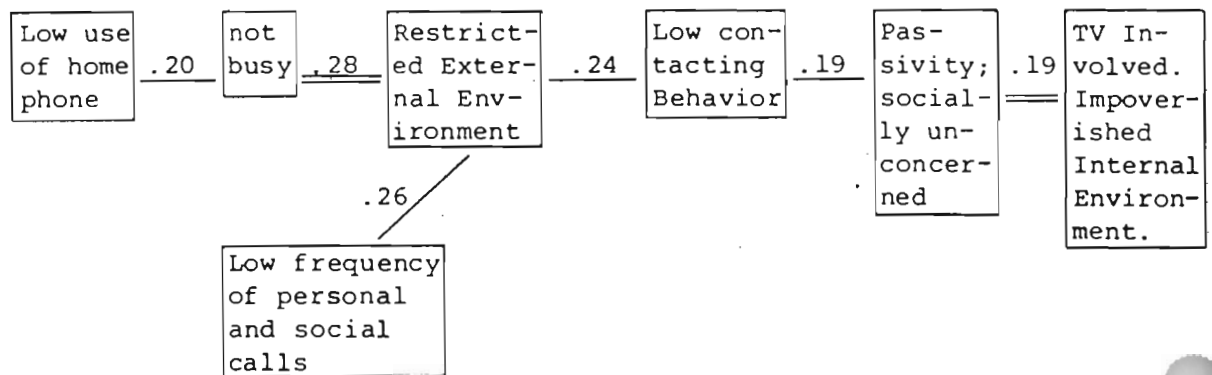 Low use
of home
phone
.20
not
busy
.28
Restrict-
ed Exter-
nal Env-
ironment
.24
Low con-
tacting
Behavior
.19
Pas-
sivity;
social-
ly un-
concer-
ned
.19
TV In-
volved.
Impover-
ished
Internal
Environ-
ment.
.26
Low frequency
of personal
and social
calls